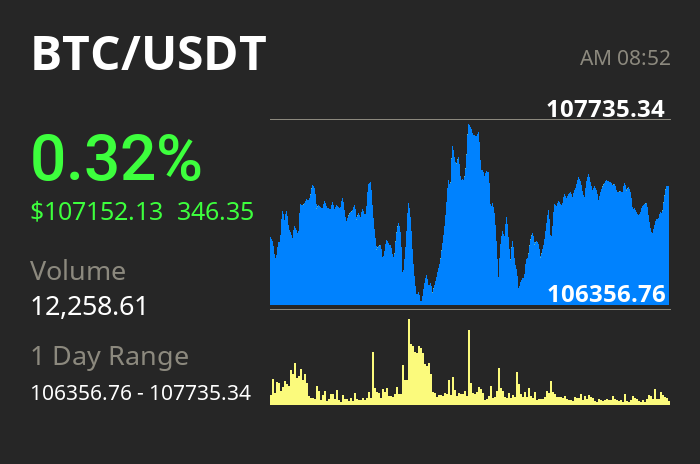 BTC/USDT
AM 08:52
107735.34
0.32%
$107152.13 346.35
Volume
12,258.61
106356.76
1 Day Range
106356.76 - 107735.34